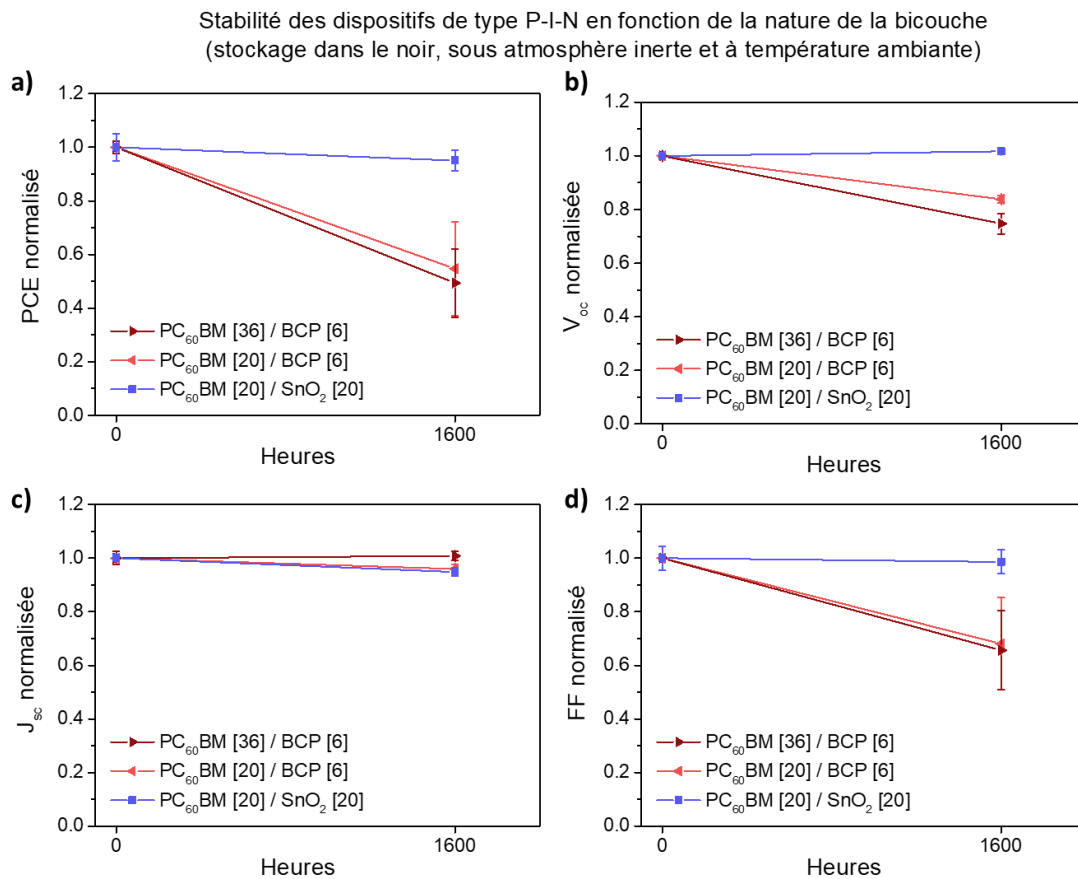 Stabilité des dispositifs de type P-I-N en fonction de la nature de la bicouche
(stockage dans le noir, sous atmosphère inerte et à température ambiante)
a)
1.2
1.0
0.8
0.6
0.4
0.2
0.0
PCE normalisé
PC₆₀BM [36] / BCP [6]
PC₆₀BM [20] / BCP [6]
PC₆₀BM [20] / SnO₂ [20]
0 1600
Heures
b)
1.2
1.0
0.8
0.6
0.4
0.2
0.0
V_oc normalisée
PC₆₀BM [36] / BCP [6]
PC₆₀BM [20] / BCP [6]
PC₆₀BM [20] / SnO₂ [20]
0 1600
Heures
c)
1.2
1.0
0.8
0.6
0.4
0.2
0.0
J_sc normalisée
PC₆₀BM [36] / BCP [6]
PC₆₀BM [20] / BCP [6]
PC₆₀BM [20] / SnO₂ [20]
0 1600
Heures
d)
1.2
1.0
0.8
0.6
0.4
0.2
0.0
FF normalisée
PC₆₀BM [36] / BCP [6]
PC₆₀BM [20] / BCP [6]
PC₆₀BM [20] / SnO₂ [20]
0 1600
Heures